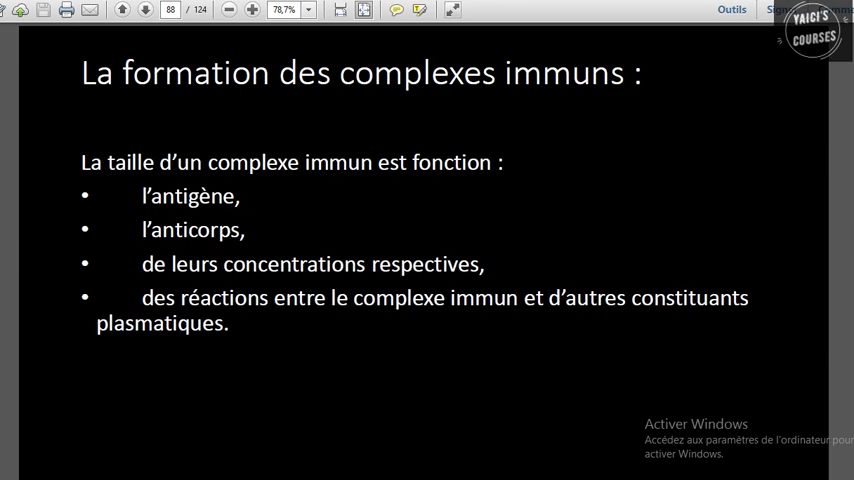 88 / 124 78,7% Outils
YAICI'S
COURSES
La formation des complexes immuns :
La taille d'un complexe immun est fonction :
• l'antigène,
• l'anticorps,
• de leurs concentrations respectives,
• des réactions entre le complexe immun et d'autres constituants
plasmatiques.
Activer Windows
Accédez aux paramètres de l'ordinateur pour
activer Windows.